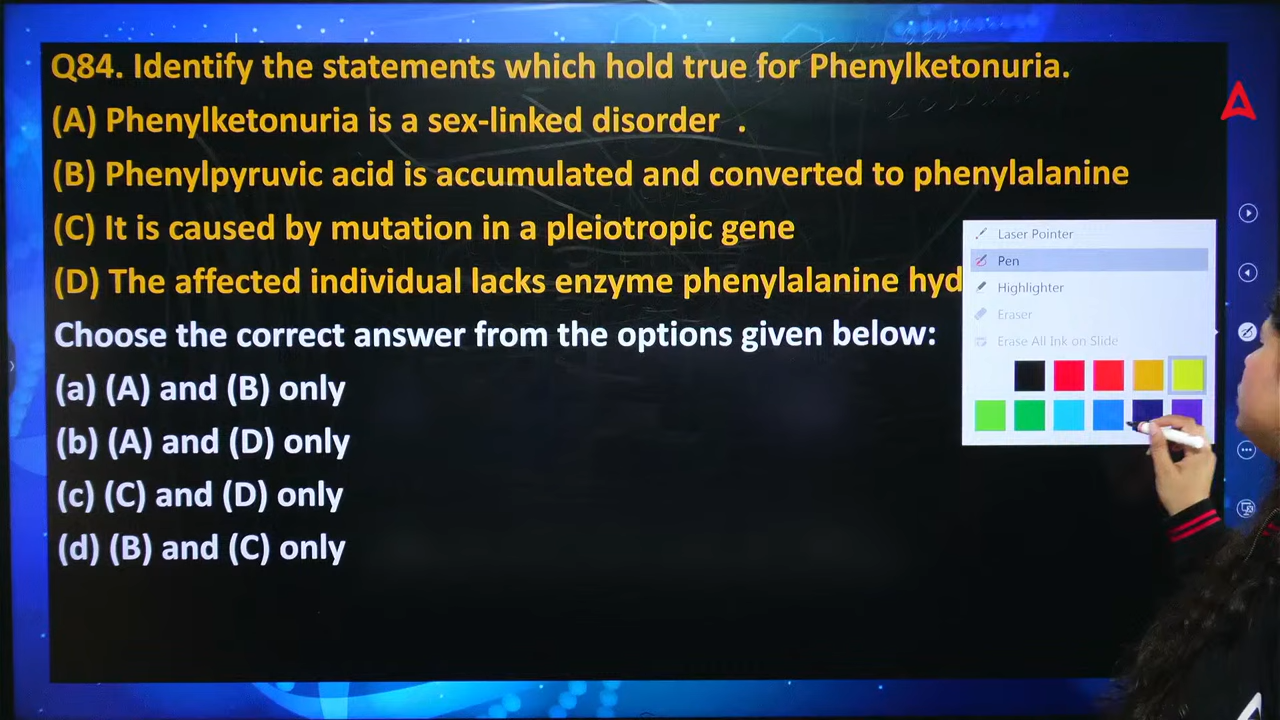 Q84. Identify the statements which hold true for Phenylketonuria.
(A) Phenylketonuria is a sex-linked disorder .
(B) Phenylpyruvic acid is accumulated and converted to phenylalanine
(C) It is caused by mutation in a pleiotropic gene
(D) The affected individual lacks enzyme phenylalanine hyd
Choose the correct answer from the options given below:
(a) (A) and (B) only
(b) (A) and (D) only
(c) (C) and (D) only
(d) (B) and (C) only
Laser Pointer
Pen
Highlighter
Eraser
Erase All Ink on Slide